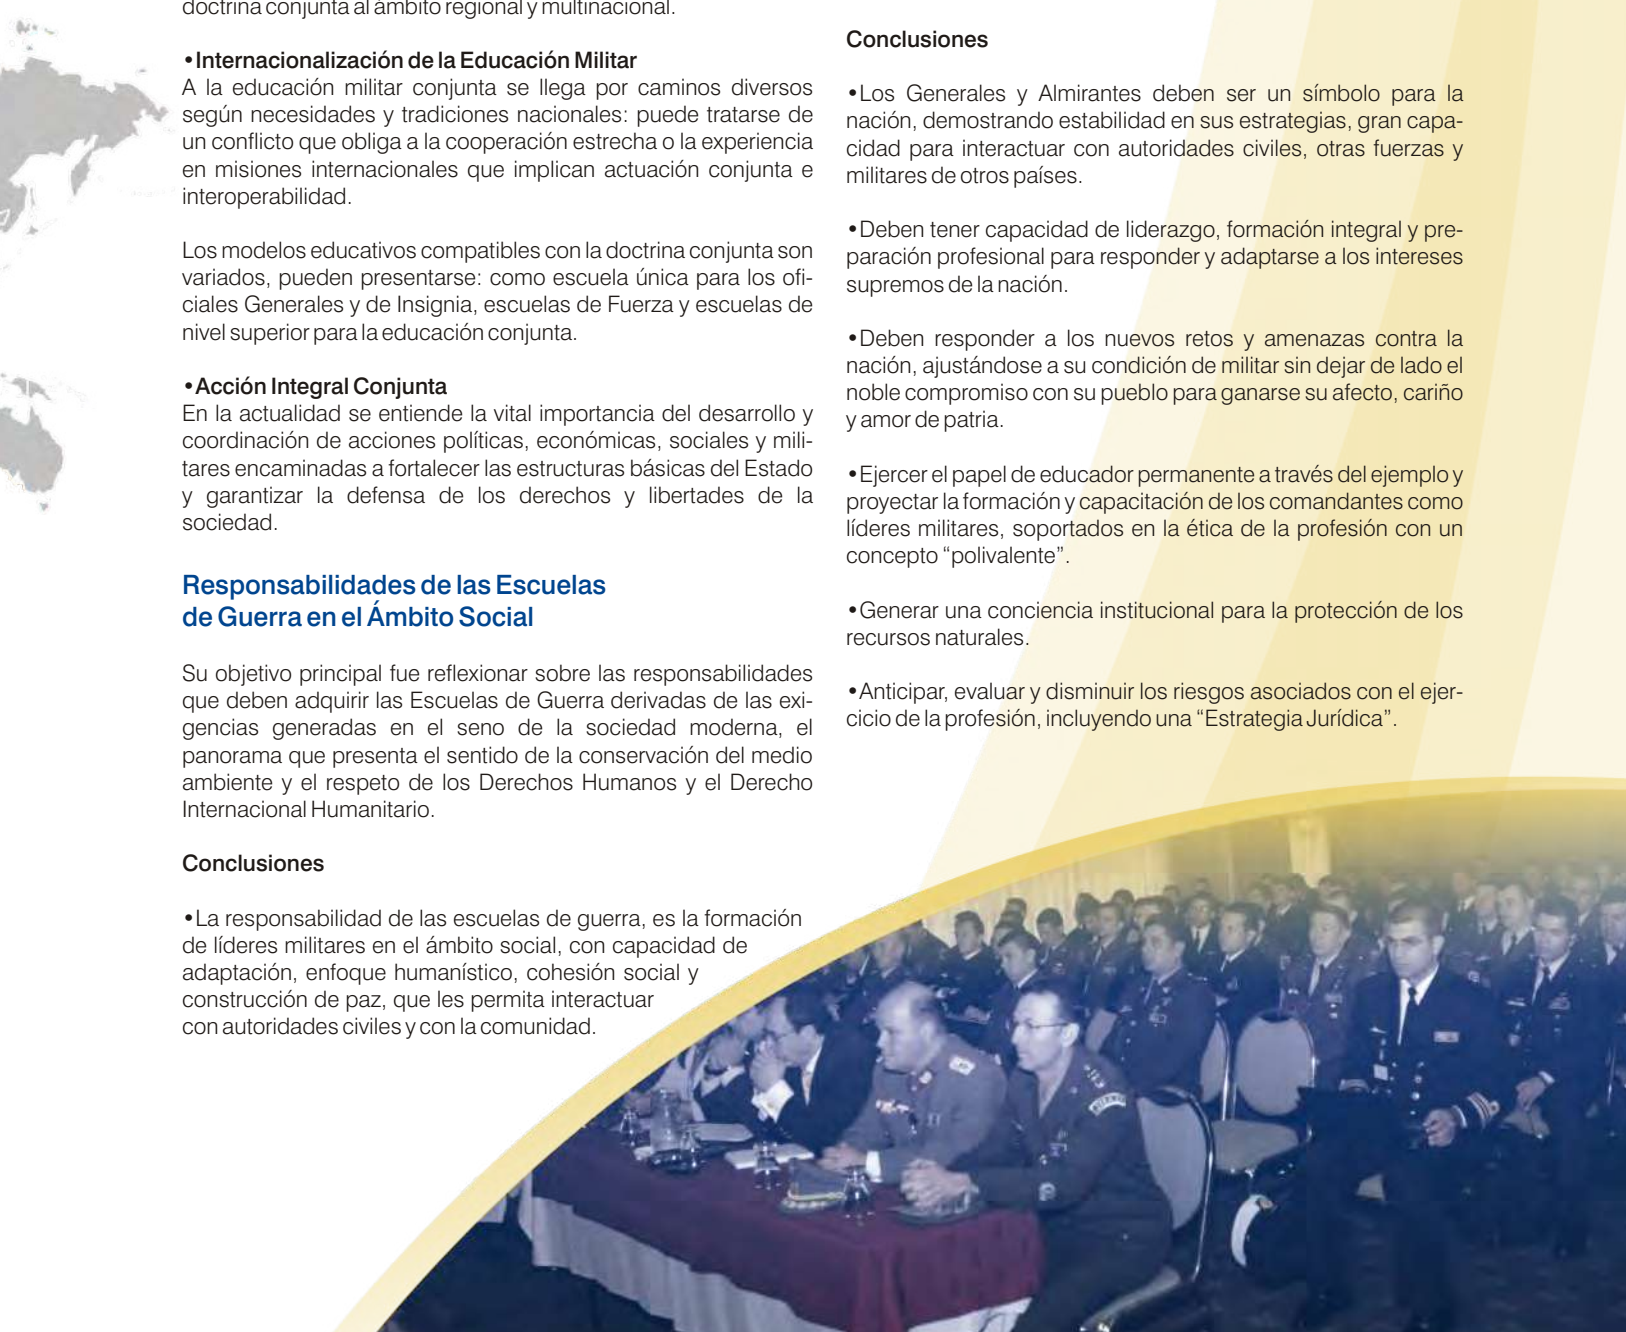 doctrina conjunta al ámbito regional y multinacional.
•Internacionalización de la Educación Militar
A la educación militar conjunta se llega por caminos diversos
según necesidades y tradiciones nacionales: puede tratarse de
un conflicto que obliga a la cooperación estrecha o la experiencia
en misiones internacionales que implican actuación conjunta e
interoperabilidad.
Los modelos educativos compatibles con la doctrina conjunta son
variados, pueden presentarse: como escuela única para los ofi-
ciales Generales y de Insignia, escuelas de Fuerza y escuelas de
nivel superior para la educación conjunta.
•Acción Integral Conjunta
En la actualidad se entiende la vital importancia del desarrollo y
coordinación de acciones políticas, económicas, sociales y mili-
tares encaminadas a fortalecer las estructuras básicas del Estado
y garantizar la defensa de los derechos y libertades de la
sociedad.
Responsabilidades de las Escuelas
de Guerra en el Ámbito Social
Su objetivo principal fue reflexionar sobre las responsabilidades
que deben adquirir las Escuelas de Guerra derivadas de las exi-
gencias generadas en el seno de la sociedad moderna, el
panorama que presenta el sentido de la conservación del medio
ambiente y el respeto de los Derechos Humanos y el Derecho
Internacional Humanitario.
Conclusiones
•La responsabilidad de las escuelas de guerra, es la formación
de líderes militares en el ámbito social, con capacidad de
adaptación, enfoque humanístico, cohesión social y
construcción de paz, que les permita interactuar
con autoridades civiles y con la comunidad.
Conclusiones
•Los Generales y Almirantes deben ser un símbolo para la
nación, demostrando estabilidad en sus estrategias, gran capa-
cidad para interactuar con autoridades civiles, otras fuerzas y
militares de otros países.
•Deben tener capacidad de liderazgo, formación integral y pre-
paración profesional para responder y adaptarse a los intereses
supremos de la nación.
•Deben responder a los nuevos retos y amenazas contra la
nación, ajustándose a su condición de militar sin dejar de lado el
noble compromiso con su pueblo para ganarse su afecto, cariño
y amor de patria.
•Ejercer el papel de educador permanente a través del ejemplo y
proyectar la formación y capacitación de los comandantes como
líderes militares, soportados en la ética de la profesión con un
concepto “polivalente”.
•Generar una conciencia institucional para la protección de los
recursos naturales.
•Anticipar, evaluar y disminuir los riesgos asociados con el ejer-
cicio de la profesión, incluyendo una “Estrategia Jurídica”.